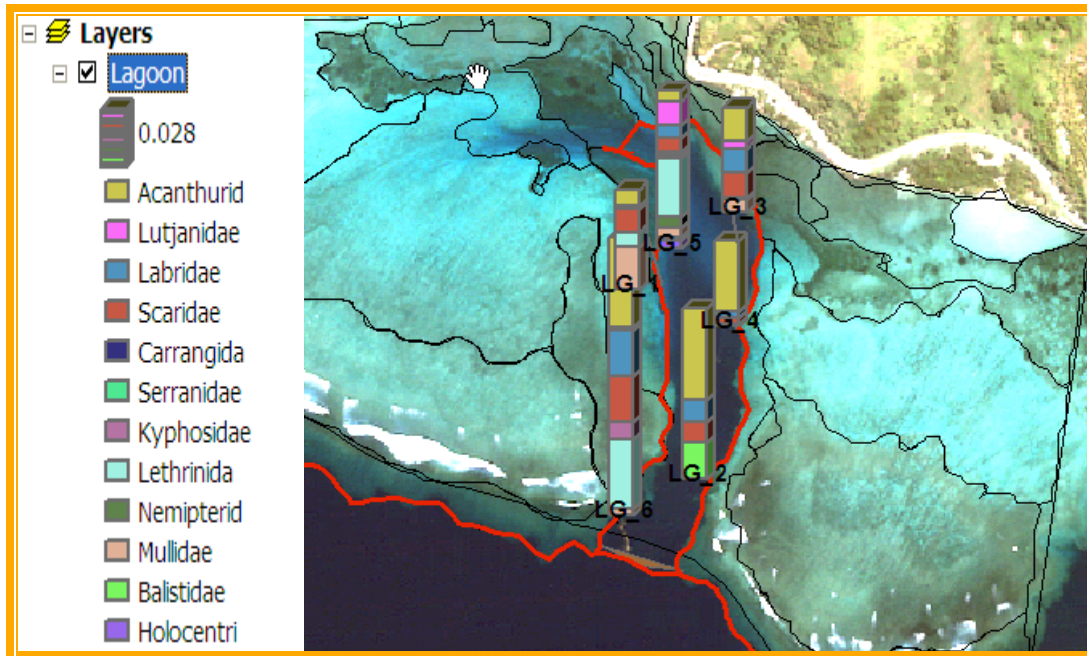 Layers
Lagoon
0.028
Acanthurid
Lutjanidae
Labridae
Scaridae
Carrangida
Serranidae
Kyphosidae
Lethrinida
Nemipterid
Mullidae
Balistidae
Holocentri
LG_3
LG_5
LG_1
LG_4
LG_2
LG_6